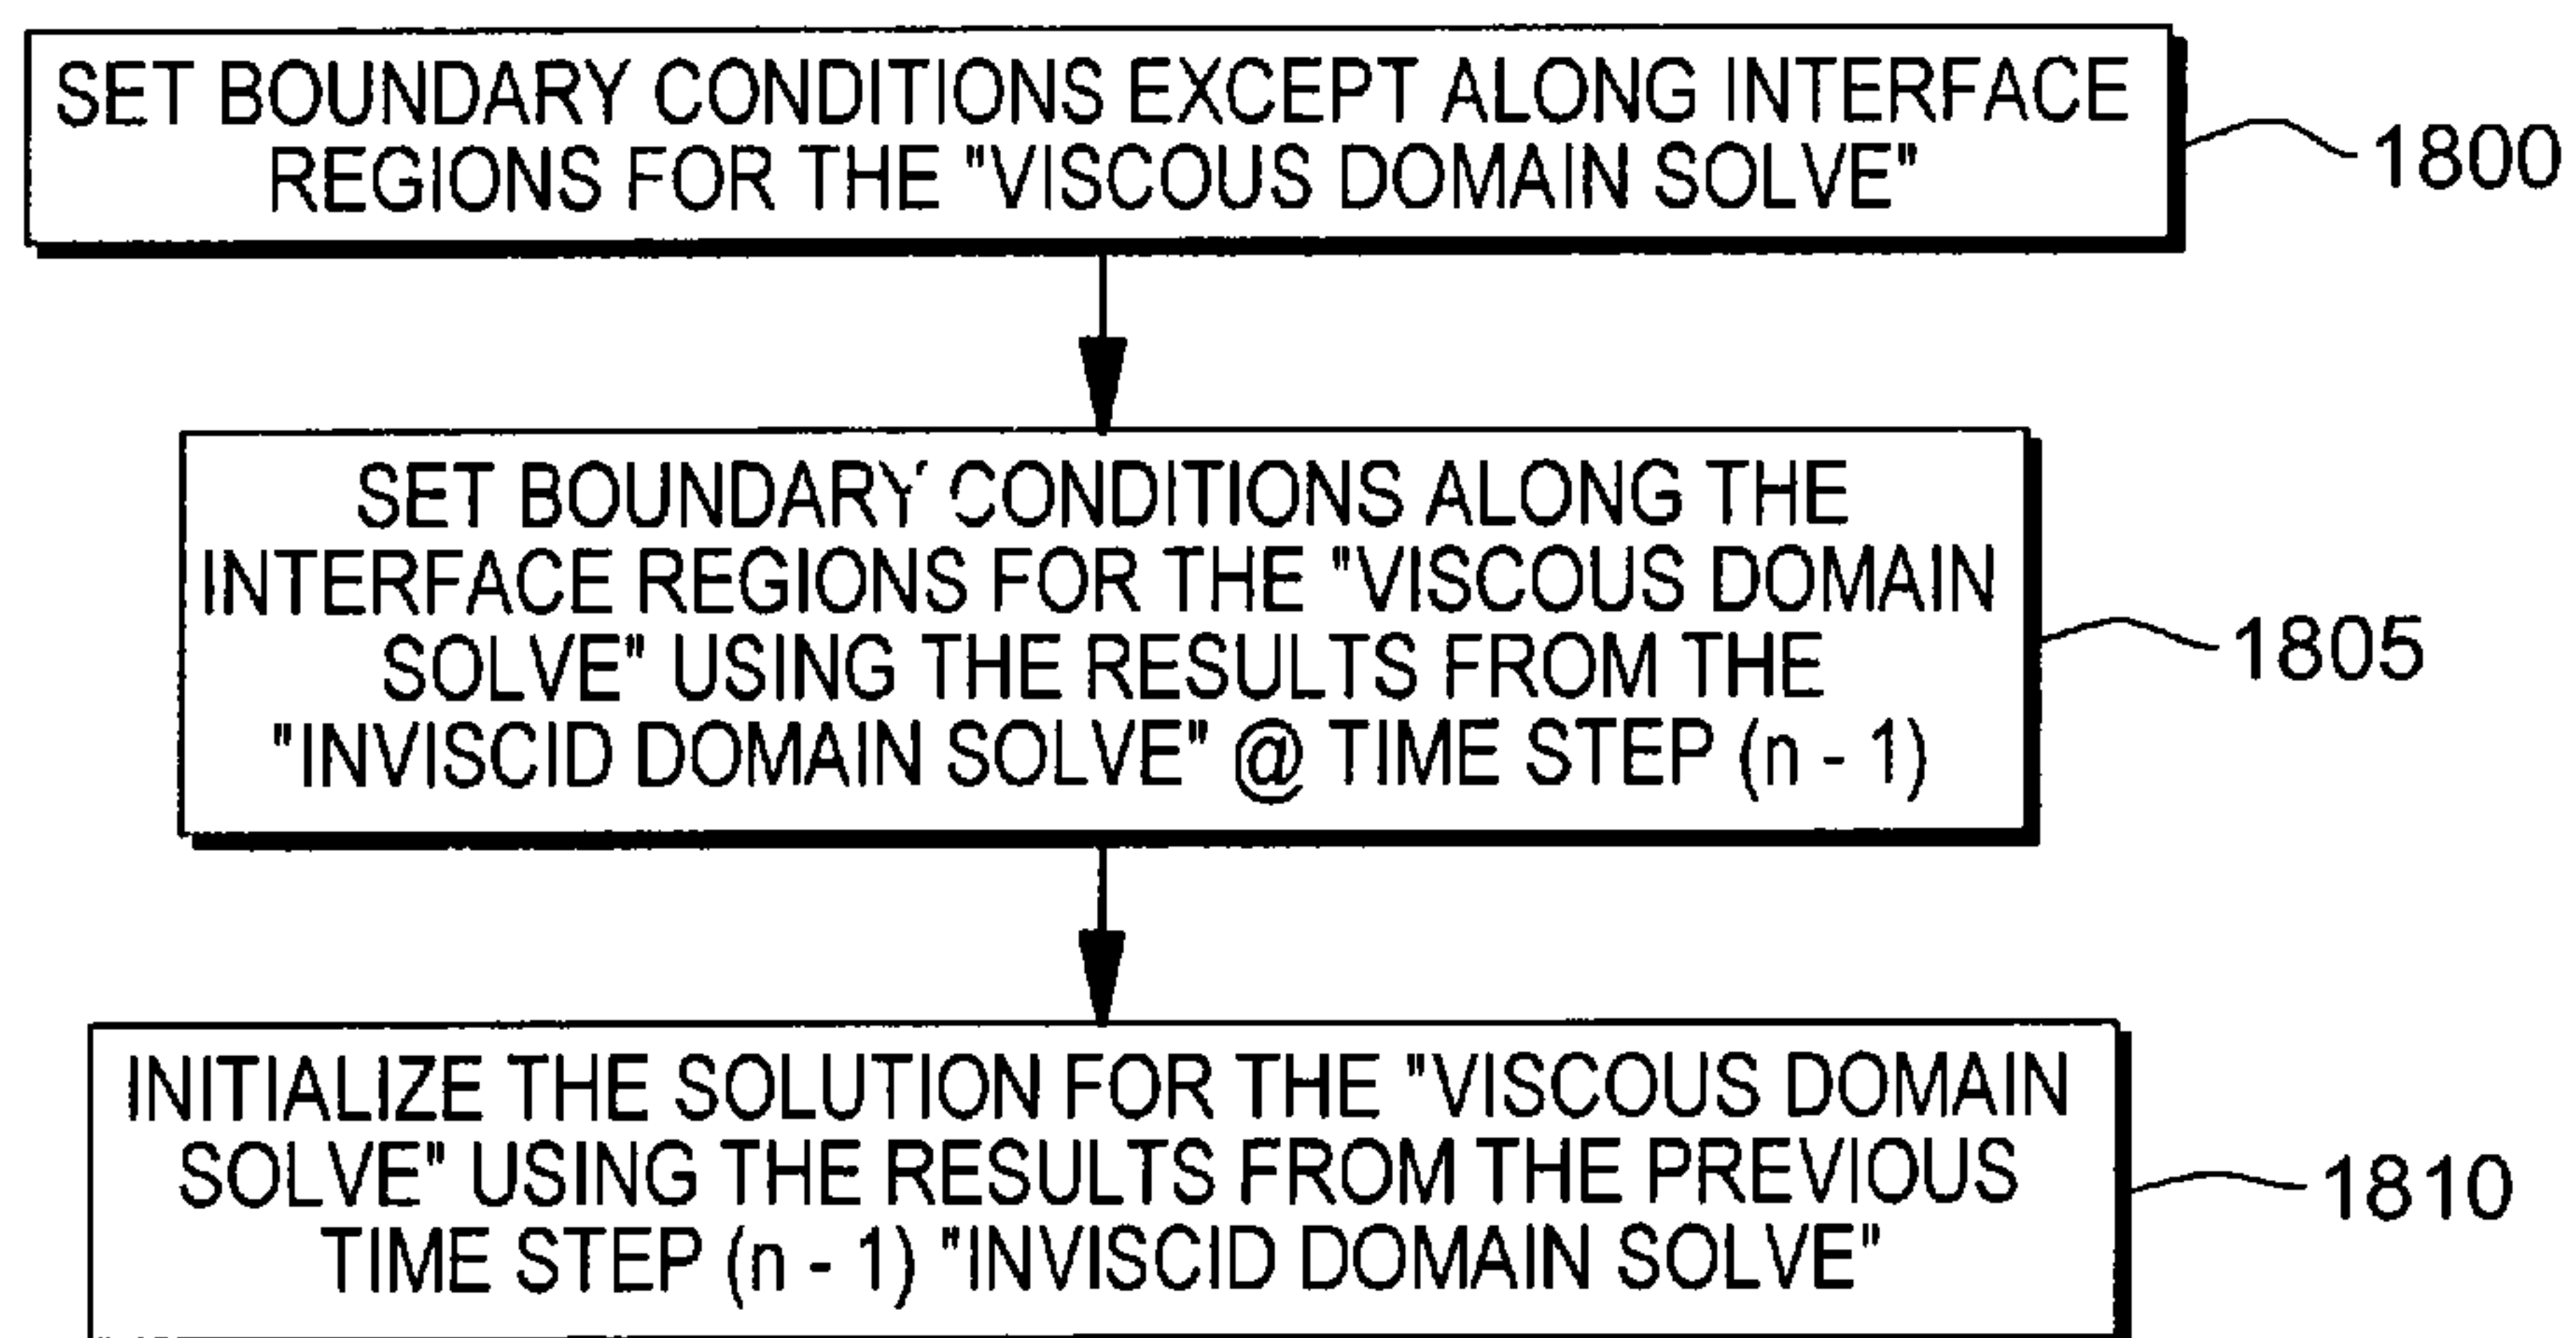 SET BOUNDARY CONDITIONS EXCEPT ALONG INTERFACE
REGIONS FOR THE "VISCOUS DOMAIN SOLVE"
1800
SET BOUNDARY CONDITIONS ALONG THE
INTERFACE REGIONS FOR THE "VISCOUS DOMAIN
SOLVE" USING THE RESULTS FROM THE
"INVISCID DOMAIN SOLVE" @ TIME STEP (n - 1)
1805
INITIALIZE THE SOLUTION FOR THE "VISCOUS DOMAIN
SOLVE" USING THE RESULTS FROM THE PREVIOUS
TIME STEP (n - 1) "INVISCID DOMAIN SOLVE"
1810